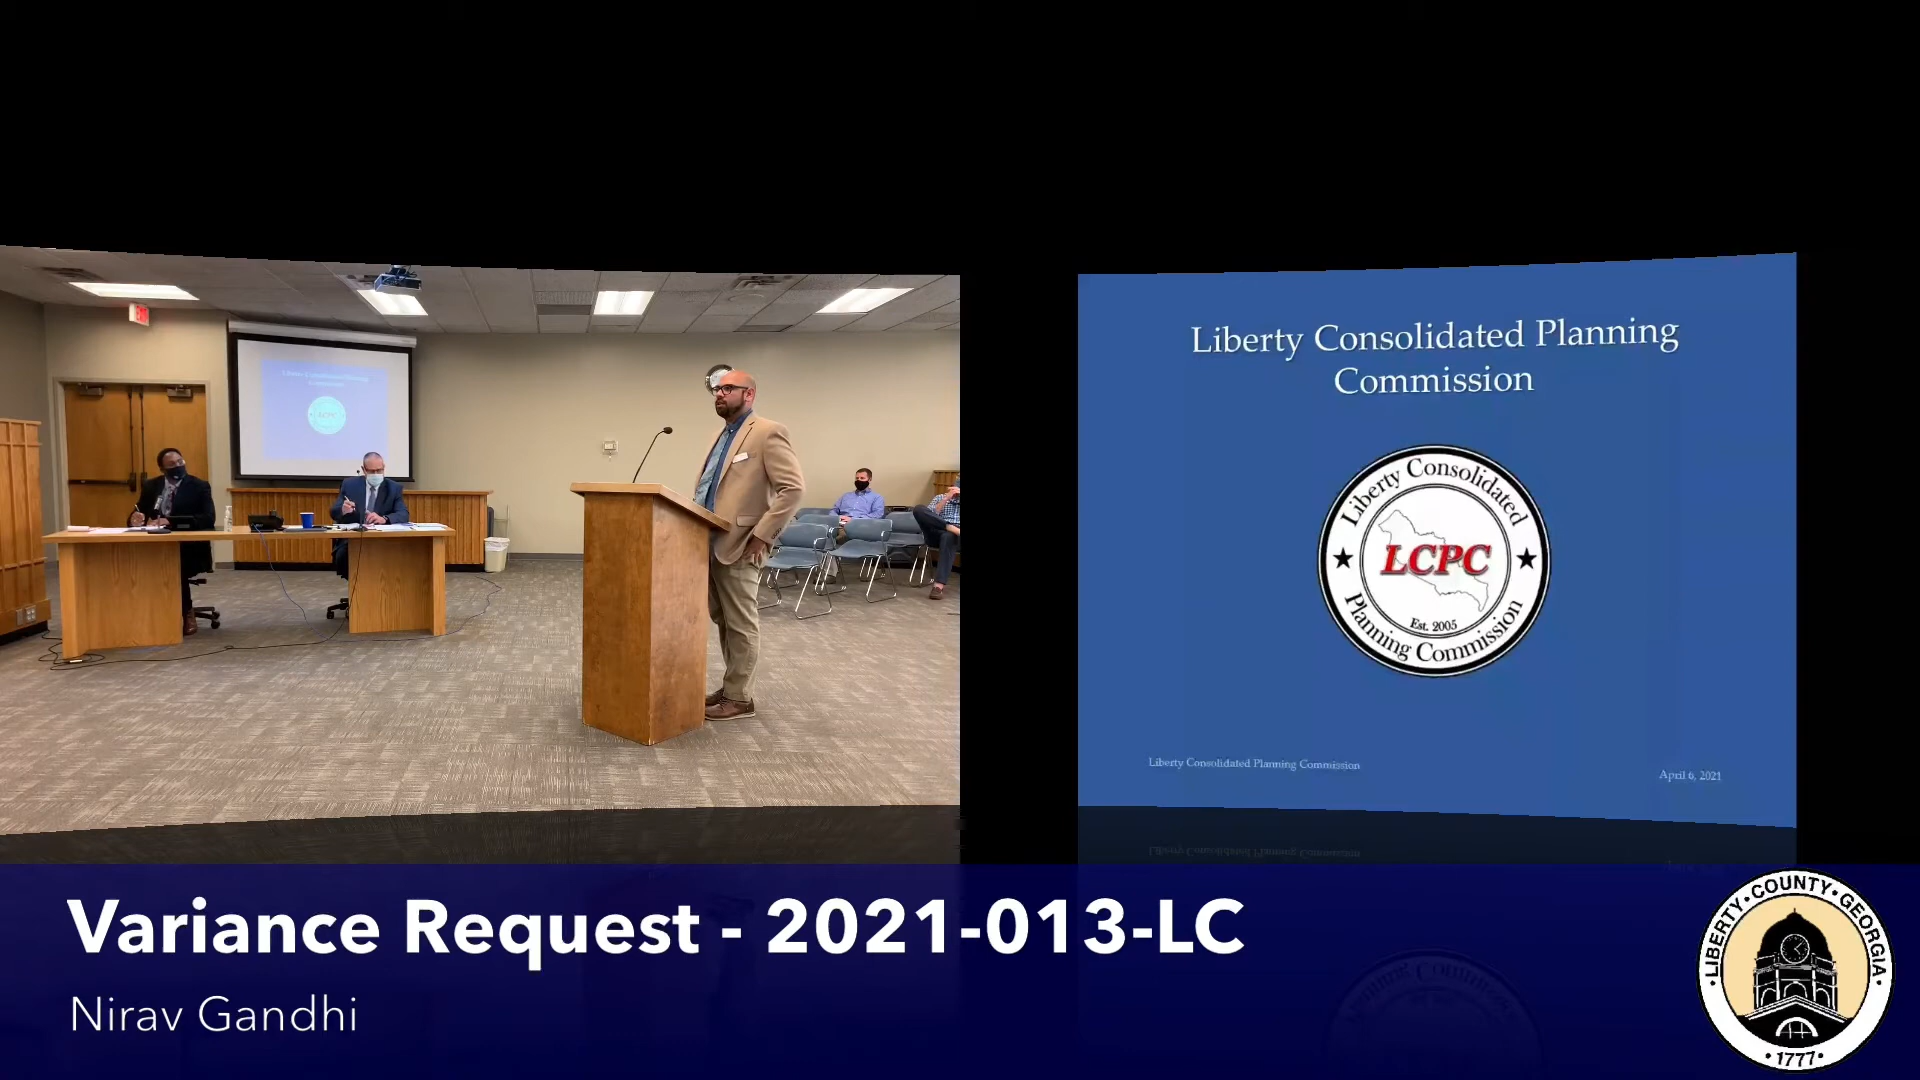 Liberty Consolidated Planning
Commission
Liberty Consolidated
LCPC
Est. 2005
Planning Commission
Liberty Consolidated Planning Commission
April 6, 2021
Variance Request - 2021-013-LC
Nirav Gandhi
LIBERTY • COUNTY • GEORGIA
• 1777 •